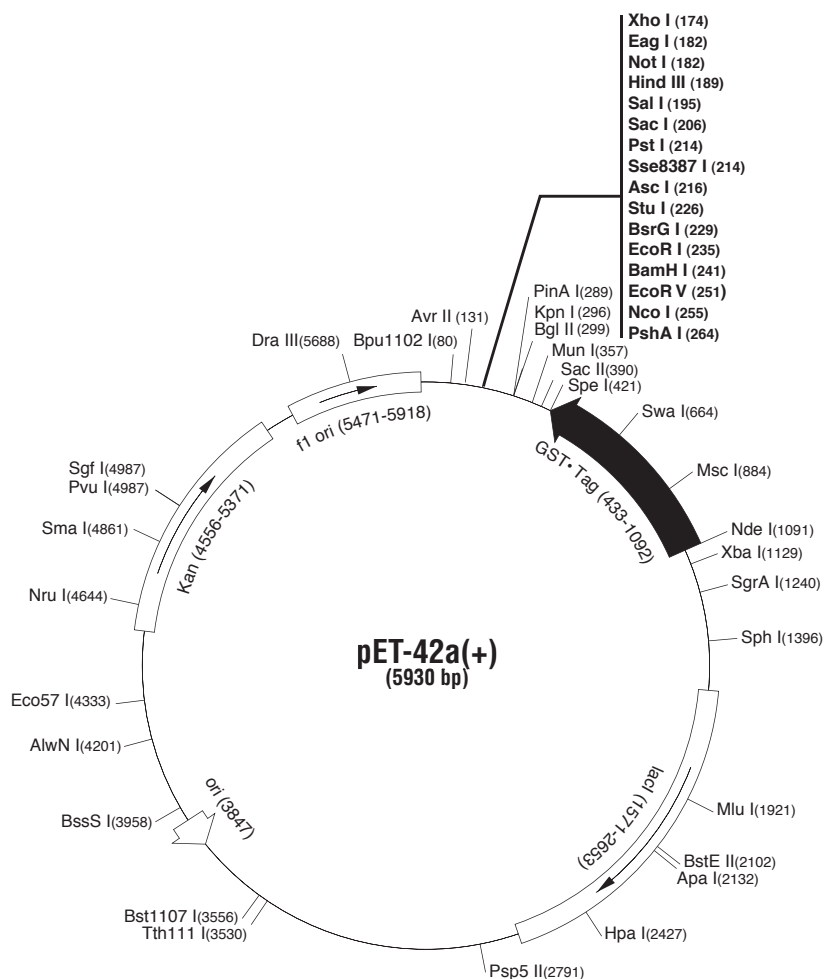 Xho I (174)
Eag I (182)
Not I (182)
Hind III (189)
Sal I (195)
Sac I (206)
Pst I (214)
Sse8387 I (214)
Asc I (216)
Stu I (226)
BsrG I (229)
EcoR I (235)
BamH I (241)
EcoR V (251)
Nco I (255)
PshA I (264)
PinA I(289)
Kpn I (296)
Bgl II (299)
Mun I(357)
Sac II(390)
Spe I(421)
Avr II (131)
Bpu1102 I(80)
Dra III(5688)
f1 ori (5471-5918)
Swa I(664)
Msc I(884)
GST•Tag (433-1092)
Nde I(1091)
Xba I(1129)
SgrA I(1240)
Sph I(1396)
Sgf I(4987)
Pvu I(4987)
Sma I(4861)
Kan (4556-5371)
Nru I(4644)
pET-42a(+)
(5930 bp)
Eco57 I(4333)
AlwN I(4201)
BssS I(3958)
ori (3847)
lacI (1571-2653)
Mlu I(1921)
BstE II(2102)
Apa I(2132)
Hpa I(2427)
Bst1107 I(3556)
Tth111 I(3530)
Psp5 II(2791)